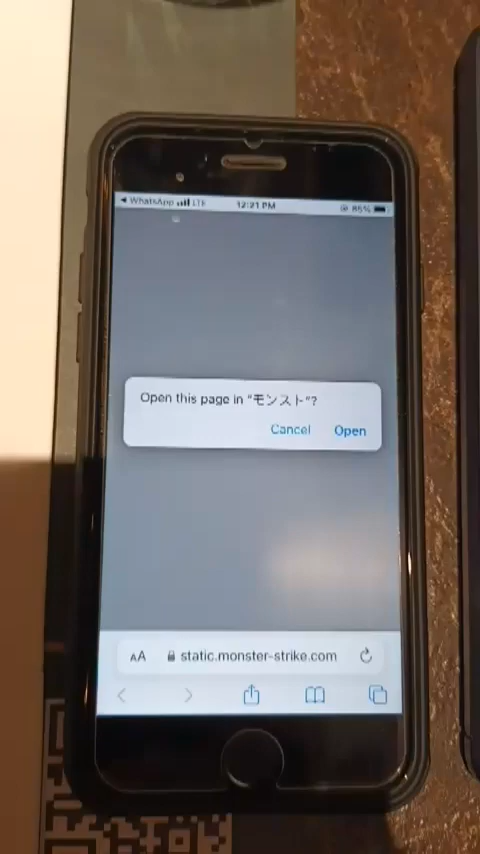 ◀ WhatsApp LTE 12:21 PM 85%
Open this page in “モンスト”?
Cancel Open
AA static.monster-strike.com